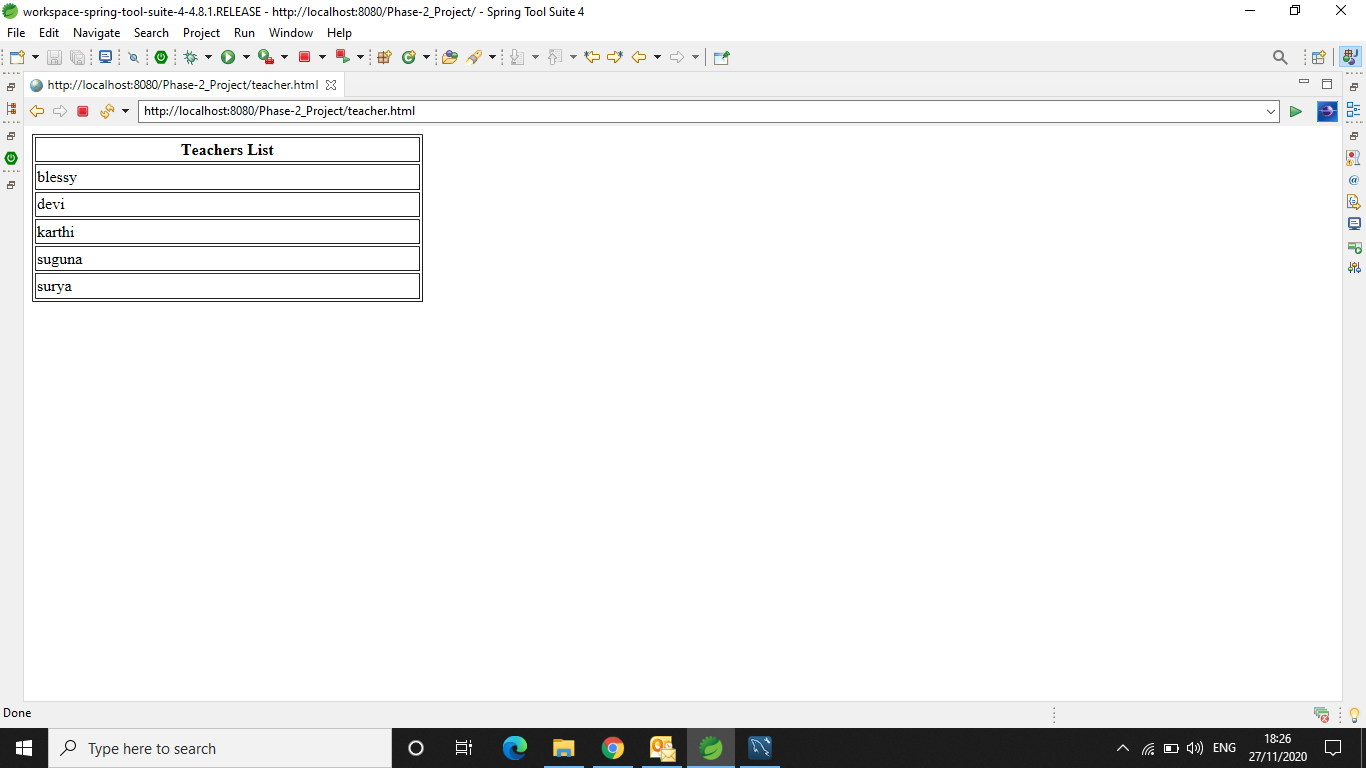 workspace-spring-tool-suite-4-4.8.1.RELEASE - http://localhost:8080/Phase-2_Project/ - Spring Tool Suite 4
File Edit Navigate Search Project Run Window Help
http://localhost:8080/Phase-2_Project/teacher.html
http://localhost:8080/Phase-2_Project/teacher.html
Teachers List
blessy
devi
karthi
suguna
surya
Done
Type here to search
ENG
18:26
27/11/2020